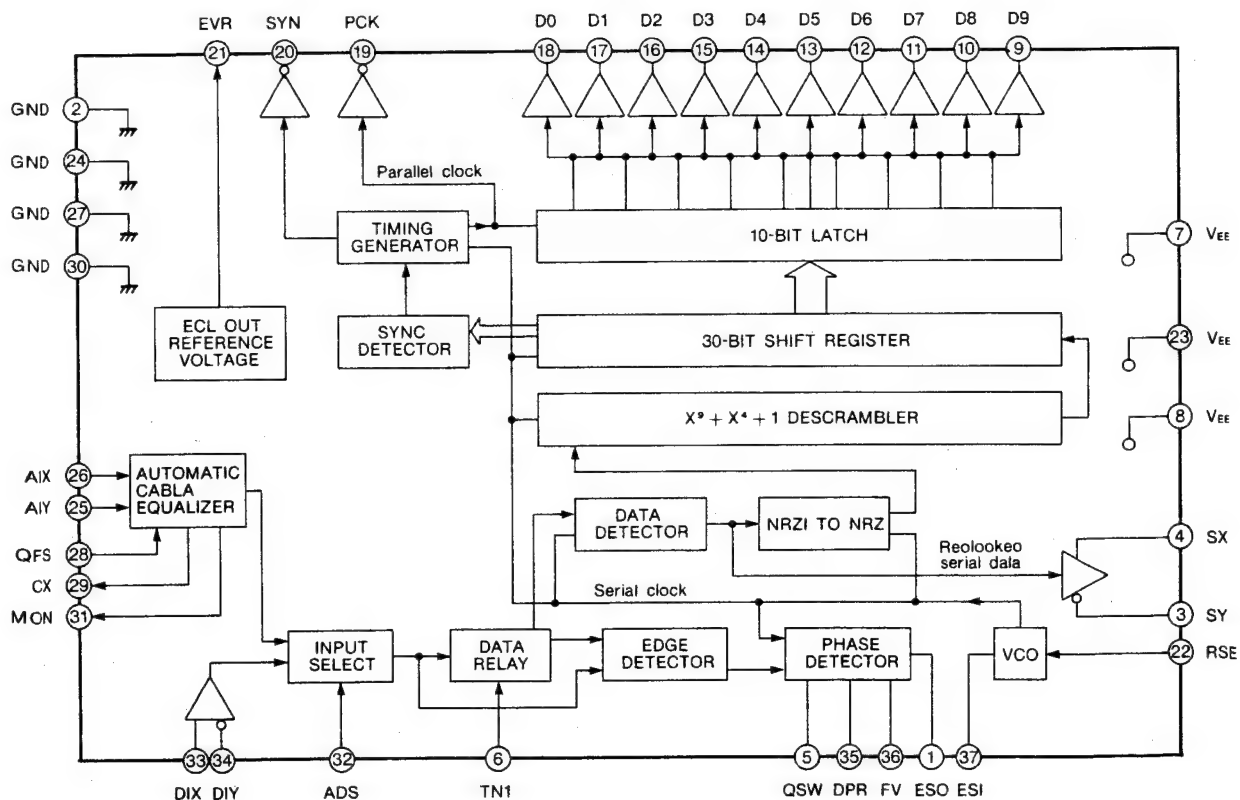 EVR SYN PCK D0 D1 D2 D3 D4 D5 D6 D7 D8 D9
21 20 19 18 17 16 15 14 13 12 11 10 9
GND 2
GND 24
GND 27
GND 30
Parallel clock
TIMING
GENERATOR
10-BIT LATCH
7 VEE
ECL OUT
REFERENCE
VOLTAGE
SYNC
DETECTOR
30-BIT SHIFT REGISTER
23 VEE
X⁹ + X⁴ + 1 DESCRAMBLER
8 VEE
AIX 26
AIY 25
QFS 28
CX 29
MON 31
AUTOMATIC
CABLA
EQUALIZER
DATA
DETECTOR
NRZI TO NRZ
Reolookeo
serial dala
4 SX
3 SY
Serial clock
INPUT
SELECT
DATA
RELAY
EDGE
DETECTOR
PHASE
DETECTOR
VCO
22 RSE
33 34 32 6 5 35 36 1 37
DIX DIY ADS TN1 QSW DPR FV ESO ESI